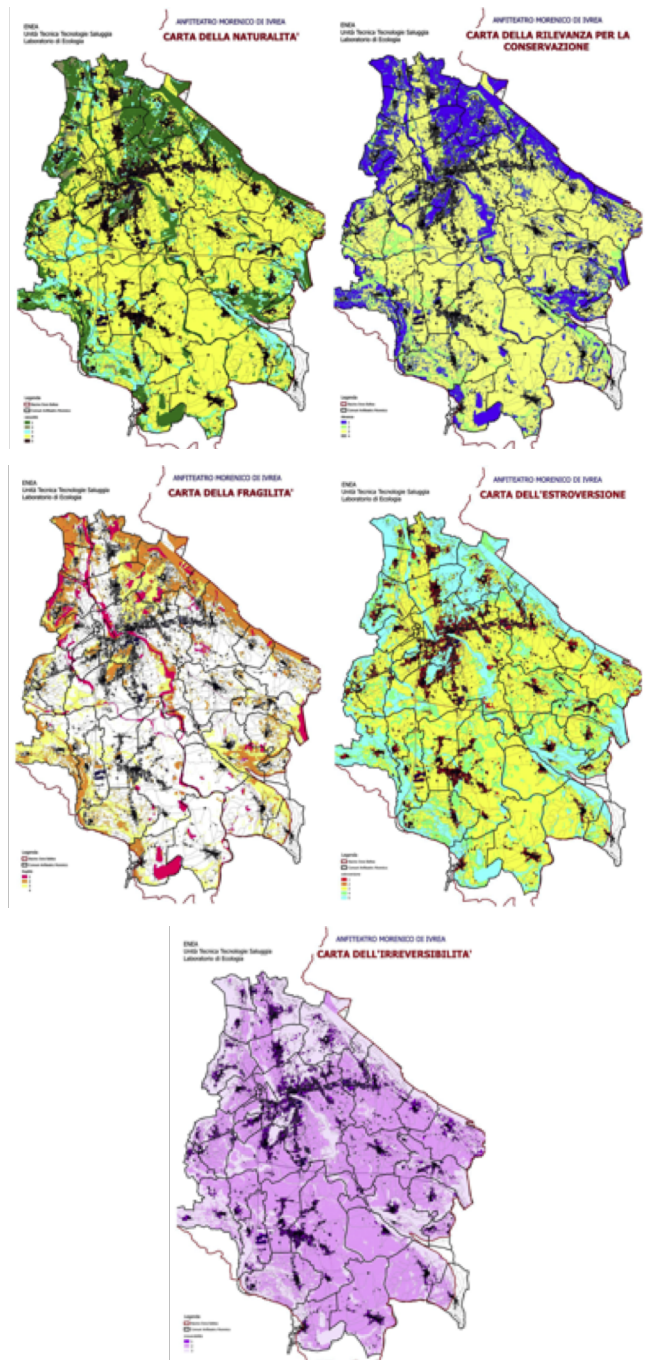 ENEA
Unità Tecnica Tecnologie Saluggia
Laboratorio di Ecologia
ANFITEATRO MORENICO DI IVREA
CARTA DELLA NATURALITA'
Legenda
ANFITEATRO MORENICO DI IVREA
CARTA DELLA RILEVANZA PER LA
CONSERVAZIONE
ENEA
Unità Tecnica Tecnologie Saluggia
Laboratorio di Ecologia
Legenda
ENEA
Unità Tecnica Tecnologie Saluggia
Laboratorio di Ecologia
ANFITEATRO MORENICO DI IVREA
CARTA DELLA FRAGILITA'
Legenda
ENEA
Unità Tecnica Tecnologie Saluggia
Laboratorio di Ecologia
ANFITEATRO MORENICO DI IVREA
CARTA DELL'ESTROVERSIONE
Legenda
ENEA
Unità Tecnica Tecnologie Saluggia
Laboratorio di Ecologia
ANFITEATRO MORENICO DI IVREA
CARTA DELL'IRREVERSIBILITA'
Legenda